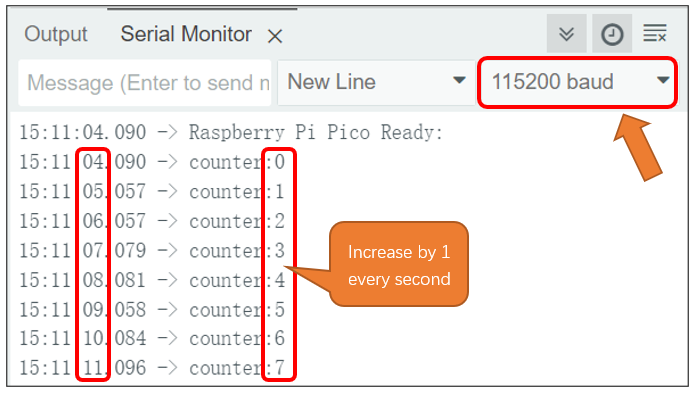 Output Serial Monitor
Message (Enter to send m New Line 115200 baud
15:11:04.090 -> Raspberry Pi Pico Ready:
15:11:04.090 -> counter:0
15:11:05.057 -> counter:1
15:11:06.057 -> counter:2
15:11:07.079 -> counter:3
15:11:08.081 -> counter:4
15:11:09.058 -> counter:5
15:11:10.084 -> counter:6
15:11:11.096 -> counter:7
Increase by 1
every second